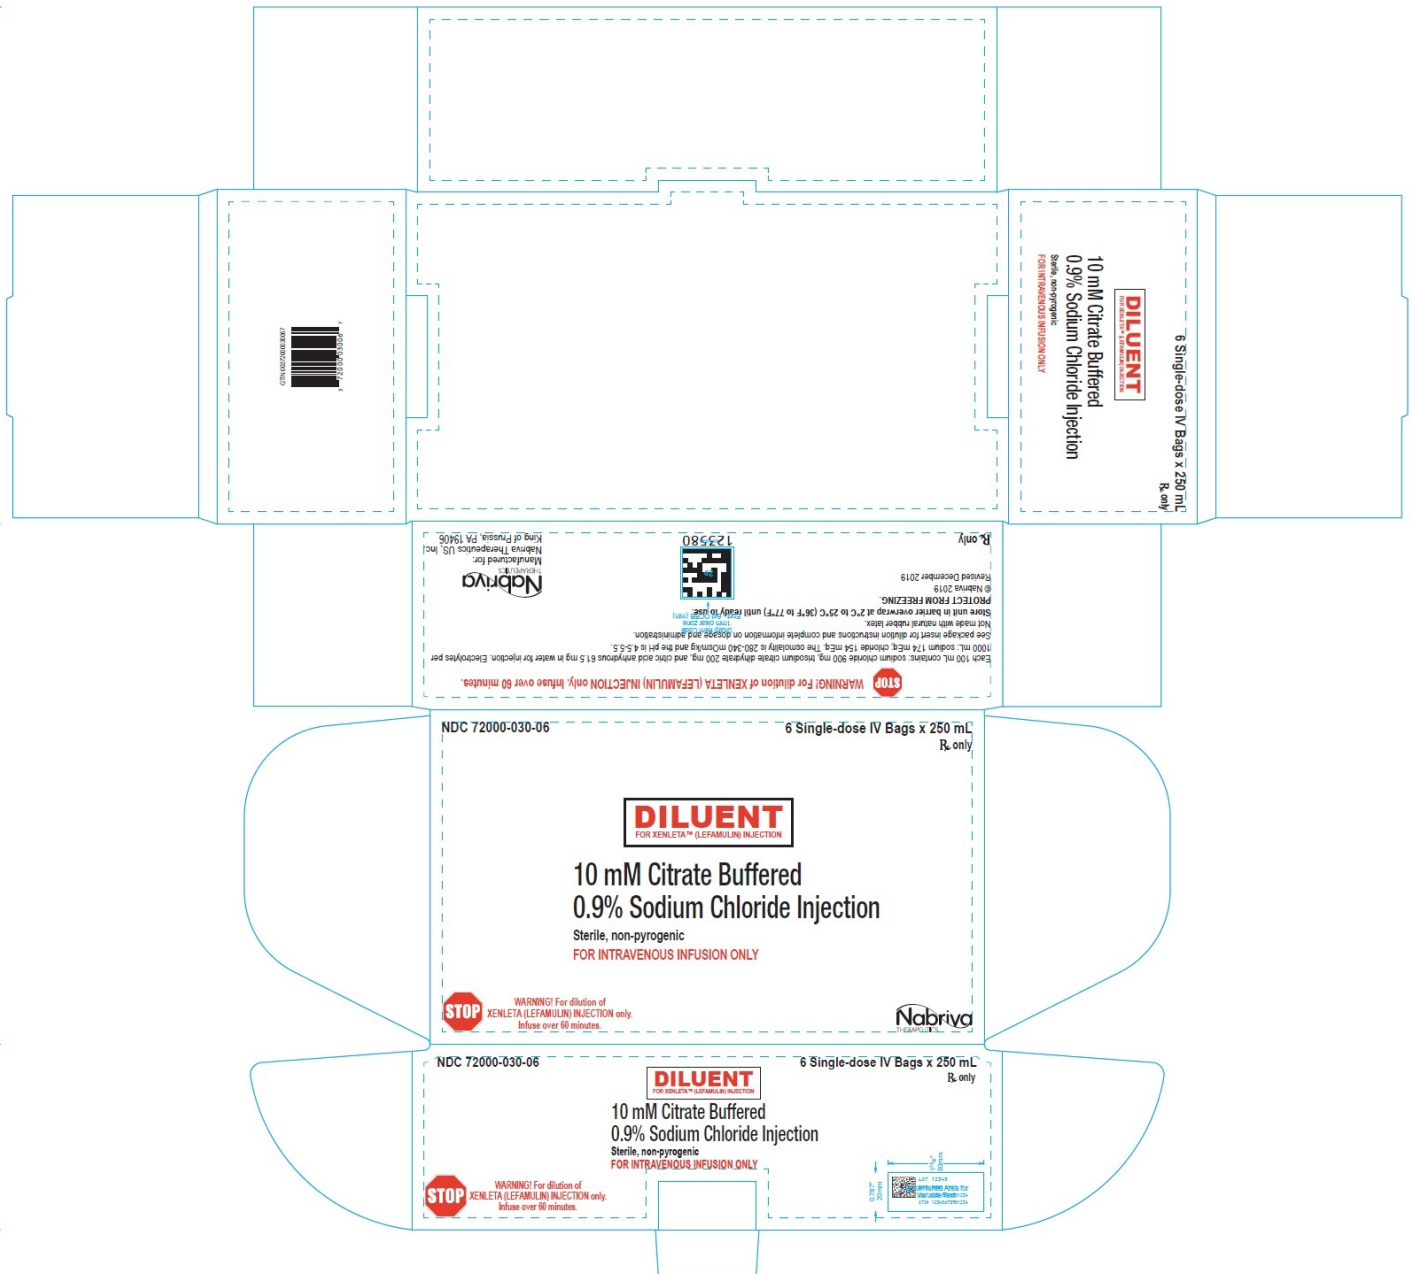 6 Single-dose IV Bags x 250 mL
Rx only
DILUENT
FOR XENLETA™ (LEFAMULIN) INJECTION
10 mM Citrate Buffered
0.9% Sodium Chloride Injection
Sterile, non-pyrogenic
FOR INTRAVENOUS INFUSION ONLY
STOP
WARNING! For dilution of XENLETA (LEFAMULIN) INJECTION only. Infuse over 60 minutes.
Each 100 mL contains: sodium chloride 900 mg, trisodium citrate dihydrate 200 mg, and citric acid anhydrous 61.5 mg in water for injection. Electrolytes per
1000 mL: sodium 174 mEq; chloride 154 mEq. The osmolality is 280-340 mOsm/kg and the pH is 4.5-5.5.
See package insert for dilution instructions and complete information on dosage and administration.
Not made with natural rubber latex.
Store unit in barrier overwrap at 2°C to 25°C (36°F to 77°F) until ready to use.
PROTECT FROM FREEZING.
© Nabriva 2019
Revised December 2019
Rx only
123580
Nabriva
THERAPEUTICS
Manufactured for:
Nabriva Therapeutics US, Inc.
King of Prussia, PA 19406
NDC 72000-030-06
6 Single-dose IV Bags x 250 mL
Rx only
DILUENT
FOR XENLETA™ (LEFAMULIN) INJECTION
10 mM Citrate Buffered
0.9% Sodium Chloride Injection
Sterile, non-pyrogenic
FOR INTRAVENOUS INFUSION ONLY
STOP
WARNING! For dilution of
XENLETA (LEFAMULIN) INJECTION only.
Infuse over 60 minutes.
Nabriva
THERAPEUTICS
NDC 72000-030-06
6 Single-dose IV Bags x 250 mL
Rx only
DILUENT
FOR XENLETA™ (LEFAMULIN) INJECTION
10 mM Citrate Buffered
0.9% Sodium Chloride Injection
Sterile, non-pyrogenic
FOR INTRAVENOUS INFUSION ONLY
STOP
WARNING! For dilution of
XENLETA (LEFAMULIN) INJECTION only.
Infuse over 60 minutes.
50mm
0.787"
20mm
LOT 12345